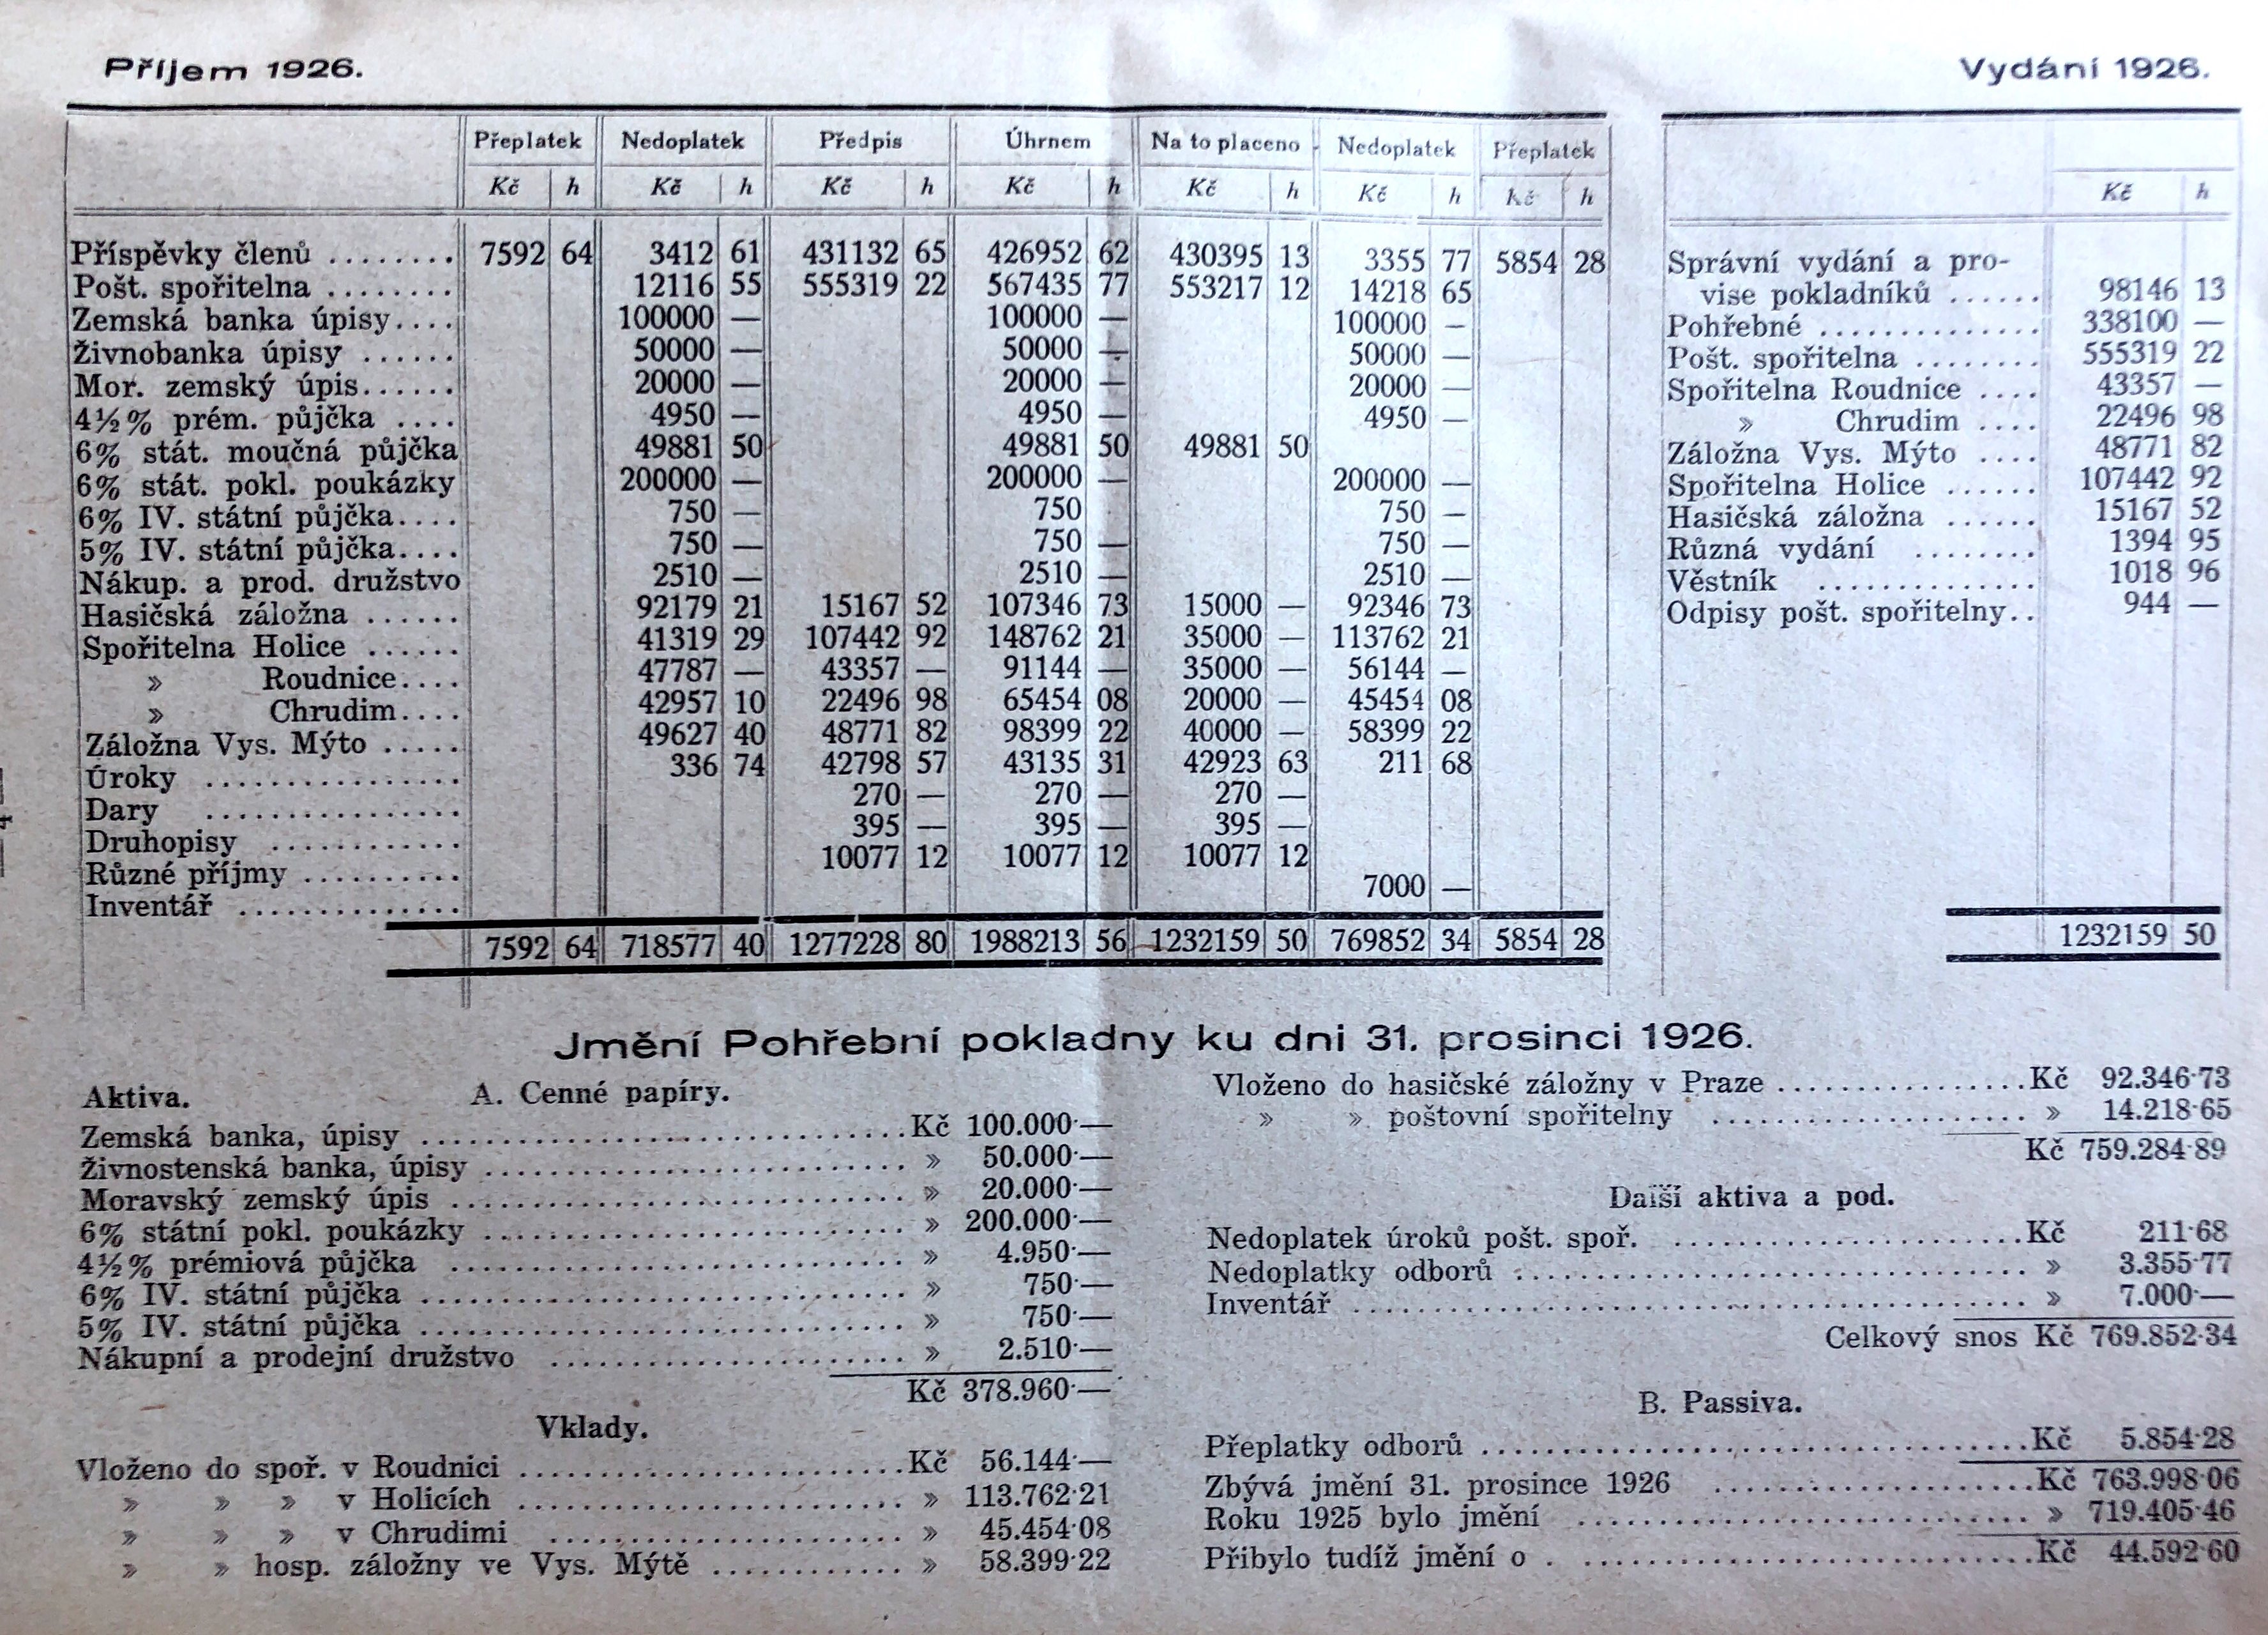 Příjem 1926.
Přeplatek Nedoplatek Předpis Úhrnem Na to placeno Nedoplatek Přeplatek
Kč h Kč h Kč h Kč h Kč h Kč h Kč h
Příspěvky členů ........ 7592 64 3412 61 431132 65 426952 62 430395 13 3355 77 5854 28
Pošt. spořitelna ........ 12116 55 555319 22 567435 77 553217 12 14218 65
Zemská banka úpisy.... 100000 — 100000 — 100000 —
Živnobanka úpisy ...... 50000 — 50000 — 50000 —
Mor. zemský úpis...... 20000 — 20000 — 20000 —
4½% prém. půjčka .... 4950 — 4950 — 4950 —
6% stát. moučná půjčka 49881 50 49881 50 49881 50
6% stát. pokl. poukázky 200000 — 200000 — 200000 —
6% IV. státní půjčka.... 750 — 750 750 —
5% IV. státní půjčka.... 750 — 750 — 750 —
Nákup. a prod. družstvo 2510 — 2510 — 2510 —
Hasičská záložna ...... 92179 21 15167 52 107346 73 15000 — 92346 73
Spořitelna Holice ...... 41319 29 107442 92 148762 21 35000 — 113762 21
» Roudnice.... 47787 — 43357 — 91144 — 35000 — 56144 —
» Chrudim.... 42957 10 22496 98 65454 08 20000 — 45454 08
Záložna Vys. Mýto ..... 49627 40 48771 82 98399 22 40000 — 58399 22
Úroky ................ 336 74 42798 57 43135 31 42923 63 211 68
Dary ................ 270 — 270 — 270 —
Druhopisy ............ 395 — 395 — 395 —
Různé příjmy .......... 10077 12 10077 12 10077 12
Inventář .............. 7000 —
7592 64 718577 40 1277228 80 1988213 56 1232159 50 769852 34 5854 28
Vydání 1926.
Kč h
Správní vydání a pro-
vise pokladníků ...... 98146 13
Pohřebné .............. 338100 —
Pošt. spořitelna ........ 555319 22
Spořitelna Roudnice .... 43357 —
» Chrudim .... 22496 98
Záložna Vys. Mýto .... 48771 82
Spořitelna Holice ...... 107442 92
Hasičská záložna ...... 15167 52
Různá vydání ........ 1394 95
Věstník .............. 1018 96
Odpisy pošt. spořitelny.. 944 —
1232159 50
— 4 —
Jmění Pohřební pokladny ku dni 31. prosinci 1926.
Aktiva. A. Cenné papíry.
Zemská banka, úpisy ..............................Kč 100.000·—
Živnostenská banka, úpisy .......................... » 50.000·—
Moravský zemský úpis ............................ » 20.000·—
6% státní pokl. poukázky .......................... » 200.000·—
4½% prémiová půjčka ............................ » 4.950·—
6% IV. státní půjčka .............................. » 750·—
5% IV. státní půjčka .............................. » 750·—
Nákupní a prodejní družstvo ...................... » 2.510·—
Kč 378.960·—
Vklady.
Vloženo do spoř. v Roudnici ........................Kč 56.144·—
» » » v Holicích ........................ » 113.762·21
» » » v Chrudimi ...................... » 45.454·08
» » hosp. záložny ve Vys. Mýtě ............ » 58.399·22
Vloženo do hasičské záložny v Praze ...............Kč 92.346·73
» » poštovní spořitelny .................... » 14.218·65
Kč 759.284·89
Další aktiva a pod.
Nedoplatek úroků pošt. spoř. ......................Kč 211·68
Nedoplatky odborů ................................ » 3.355·77
Inventář .......................................... » 7.000·—
Celkový snos Kč 769.852·34
B. Passiva.
Přeplatky odborů ..................................Kč 5.854·28
Zbývá jmění 31. prosince 1926 ....................Kč 763.998·06
Roku 1925 bylo jmění ............................ » 719.405·46
Přibylo tudíž jmění o . ............................Kč 44.592·60